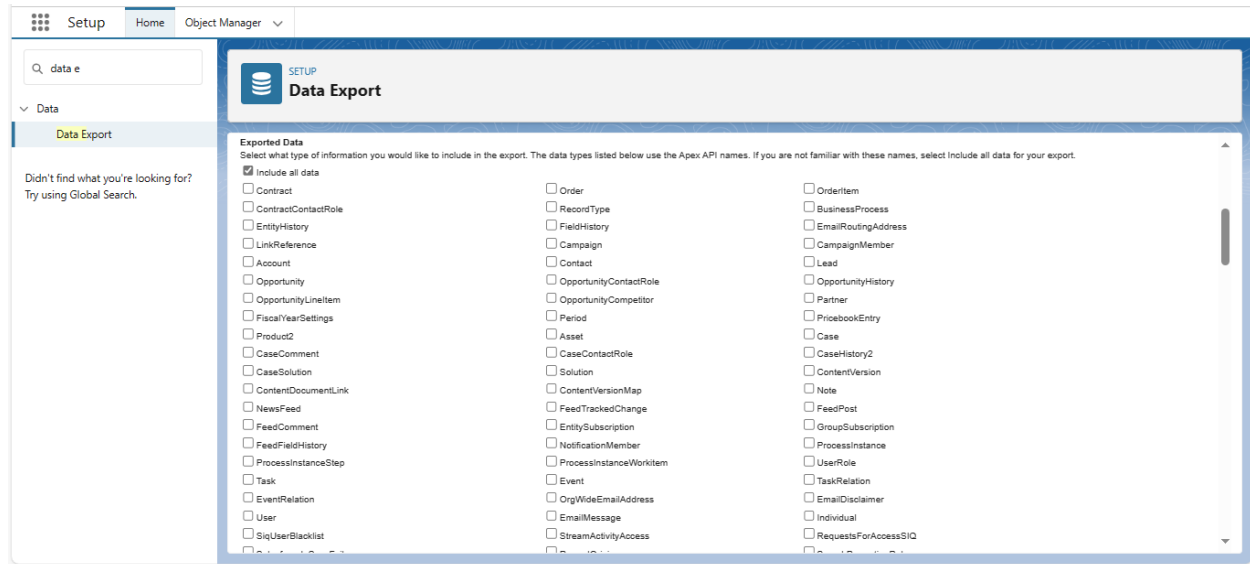 Setup Home Object Manager
data e
SETUP
Data Export
Data
Data Export
Didn't find what you're looking for?
Try using Global Search.
Exported Data
Select what type of information you would like to include in the export. The data types listed below use the Apex API names. If you are not familiar with these names, select Include all data for your export.
Include all data
Contract Order OrderItem
ContractContactRole RecordType BusinessProcess
EntityHistory FieldHistory EmailRoutingAddress
LinkReference Campaign CampaignMember
Account Contact Lead
Opportunity OpportunityContactRole OpportunityHistory
OpportunityLineItem OpportunityCompetitor Partner
FiscalYearSettings Period PricebookEntry
Product2 Asset Case
CaseComment CaseContactRole CaseHistory2
CaseSolution Solution ContentVersion
ContentDocumentLink ContentVersionMap Note
NewsFeed FeedTrackedChange FeedPost
FeedComment EntitySubscription GroupSubscription
FeedFieldHistory NotificationMember ProcessInstance
ProcessInstanceStep ProcessInstanceWorkitem UserRole
Task Event TaskRelation
EventRelation OrgWideEmailAddress EmailDisclaimer
User EmailMessage Individual
SiqUserBlacklist StreamActivityAccess RequestsForAccessSIQ